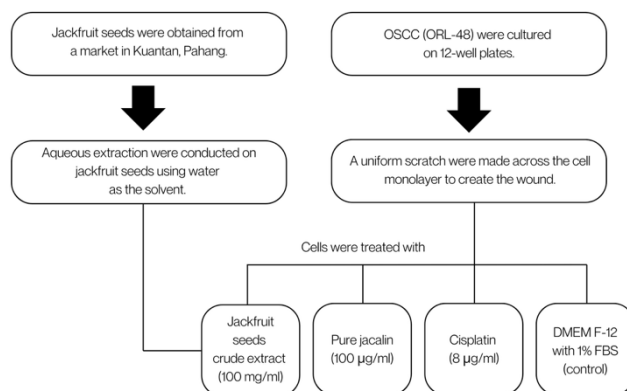 Jackfruit seeds were obtained from
a market in Kuantan, Pahang.
OSCC (ORL-48) were cultured
on 12-well plates.
Aqueous extraction were conducted on
jackfruit seeds using water
as the solvent.
A uniform scratch were made across the cell
monolayer to create the wound.
Cells were treated with
Jackfruit
seeds
crude extract
(100 mg/ml)
Pure jacalin
(100 μg/ml)
Cisplatin
(8 μg/ml)
DMEM F-12
with 1% FBS
(control)